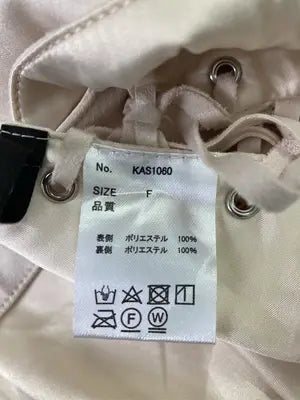 No. KAS1060
SIZE F
品質
表側 ポリエステル 100%
裏側 ポリエステル 100%
F W